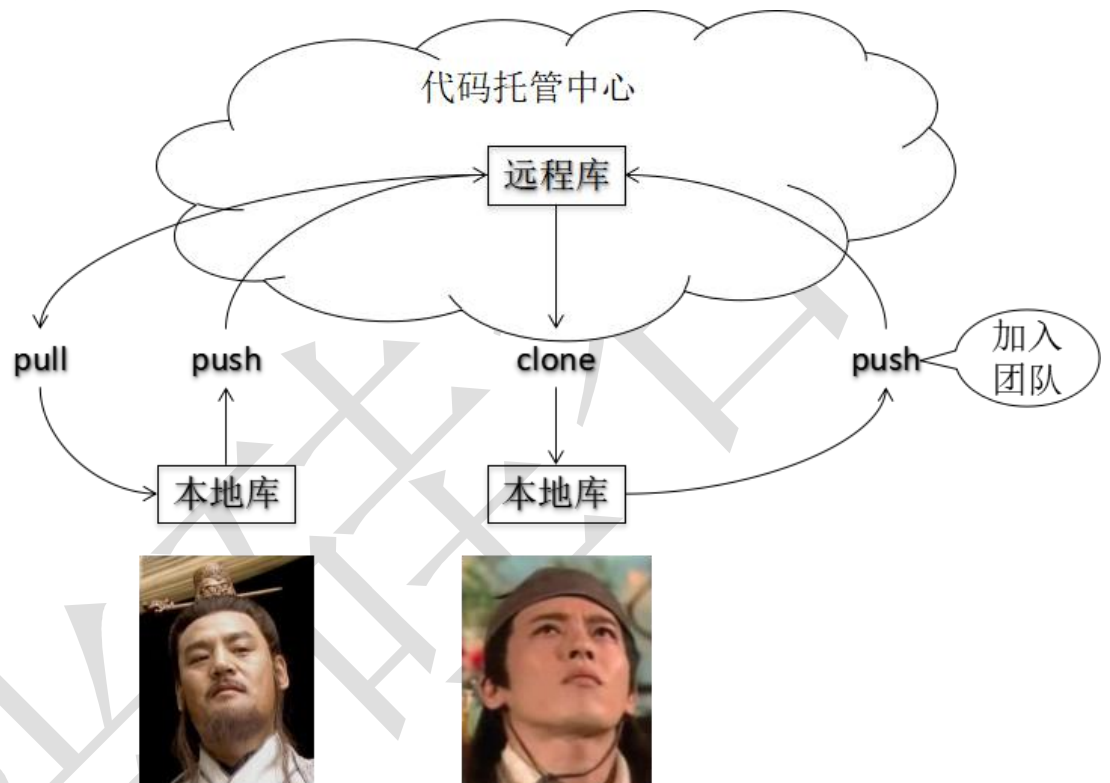 代码托管中心
远程库
pull
push
clone
push
加入
团队
本地库
本地库